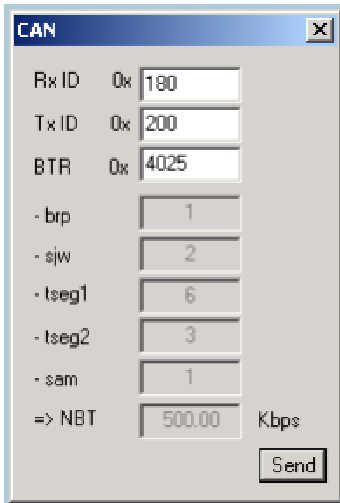 CAN
Rx ID 0x 180
Tx ID 0x 200
BTR 0x 4025
- brp 1
- sjw 2
- tseg1 6
- tseg2 3
- sam 1
=> NBT 500.00 Kbps
Send